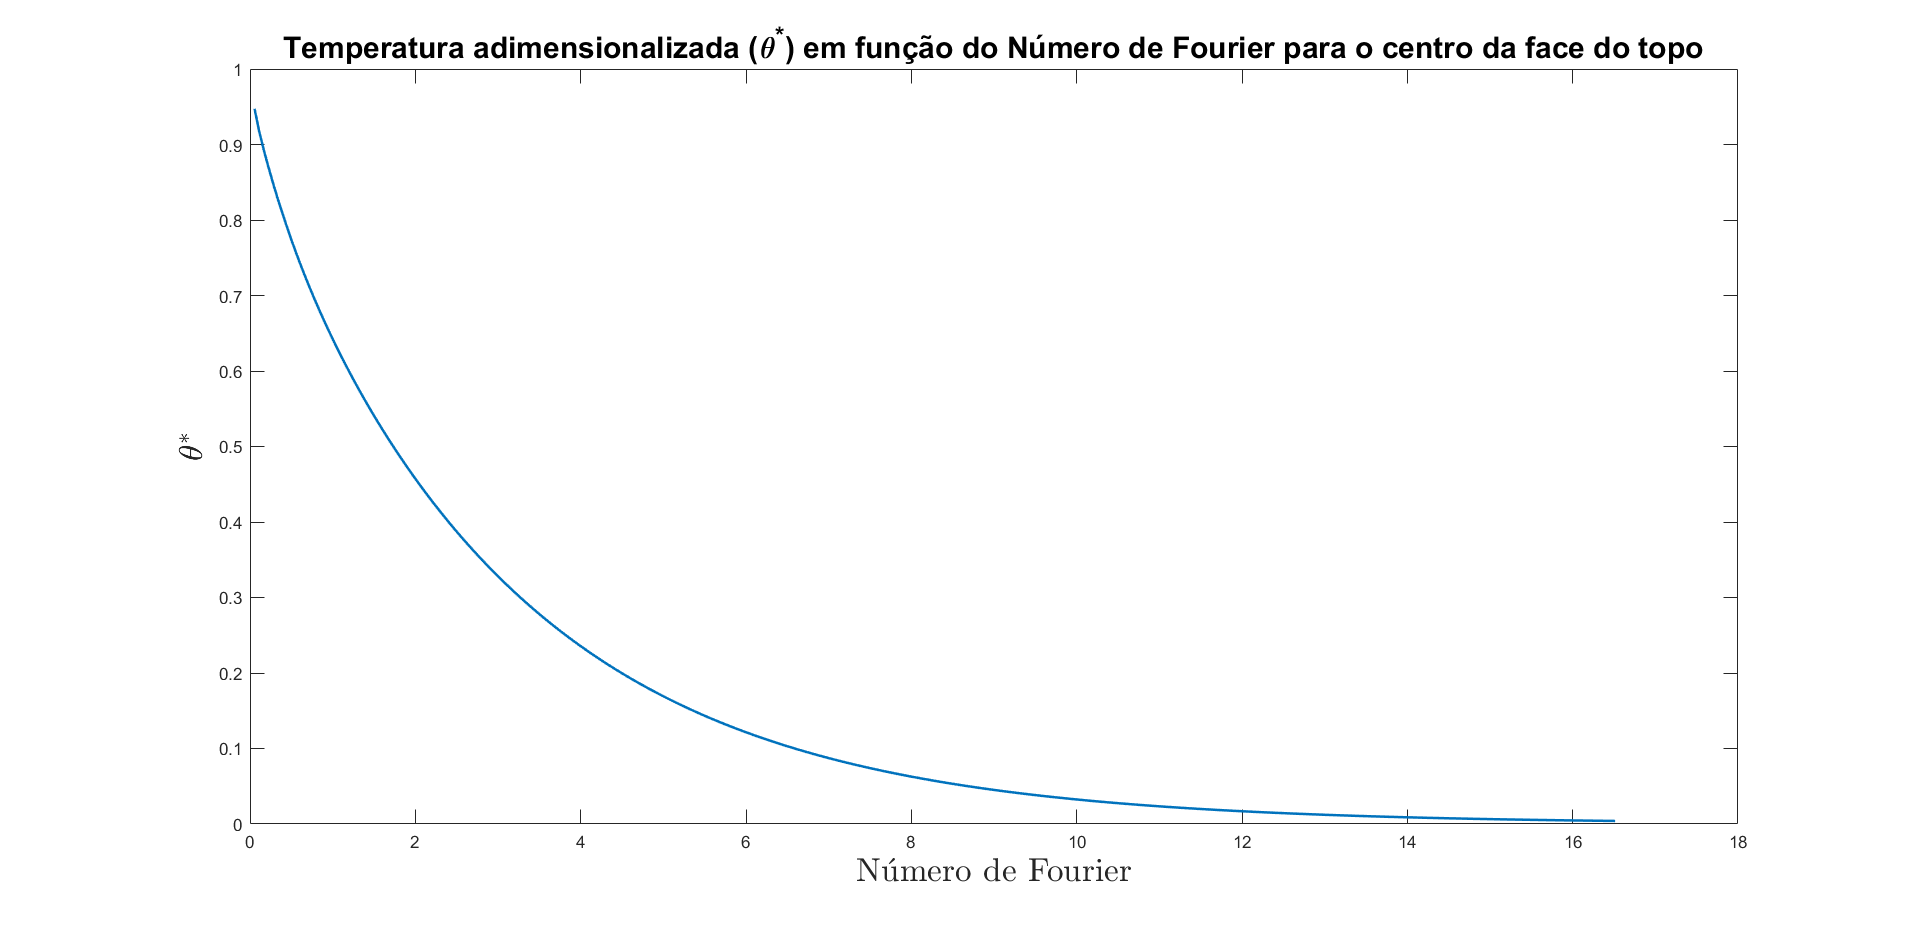 Temperatura adimensionalizada (θ*) em função do Número de Fourier para o centro da face do topo
1
0.9
0.8
0.7
0.6
0.5
0.4
0.3
0.2
0.1
0
θ*
0 2 4 6 8 10 12 14 16 18
Número de Fourier